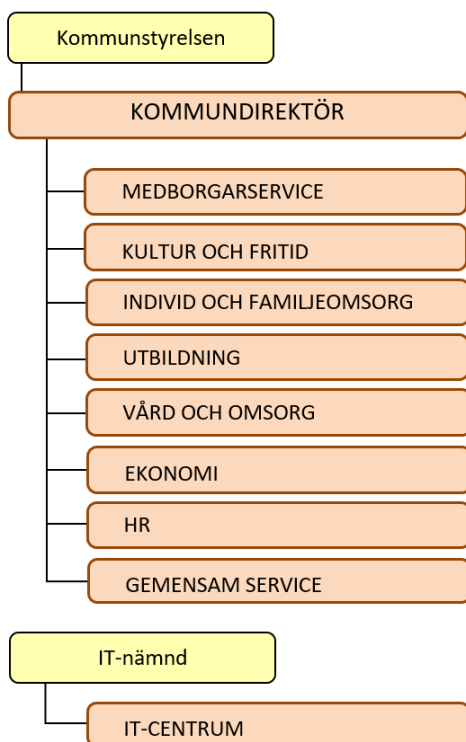 Kommunstyrelsen
KOMMUNDIREKTÖR
MEDBORGARSERVICE
KULTUR OCH FRITID
INDIVID OCH FAMILJEOMSORG
UTBILDNING
VÅRD OCH OMSORG
EKONOMI
HR
GEMENSAM SERVICE
IT-nämnd
IT-CENTRUM